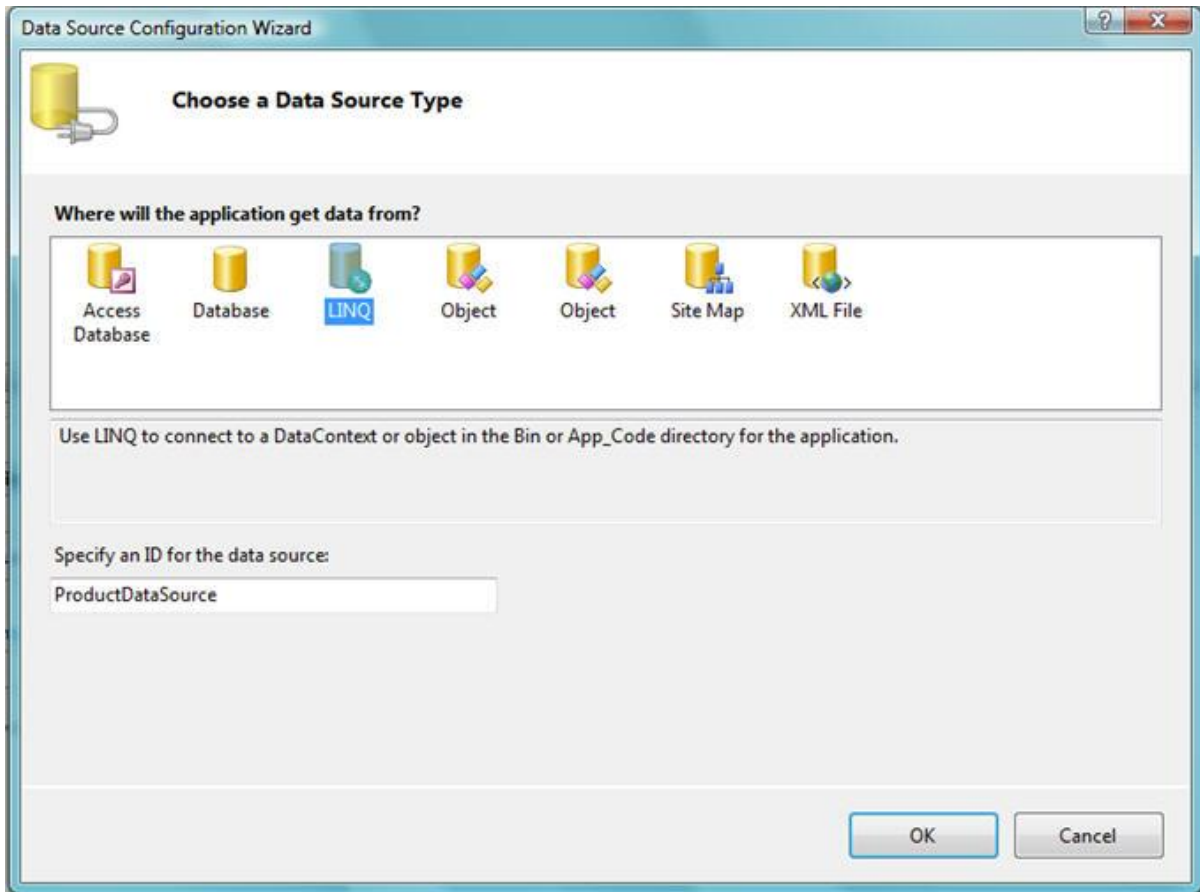 Data Source Configuration Wizard
Choose a Data Source Type
Where will the application get data from?
Access Database
Database
LINQ
Object
Object
Site Map
XML File
Use LINQ to connect to a DataContext or object in the Bin or App_Code directory for the application.
Specify an ID for the data source:
ProductDataSource
OK
Cancel